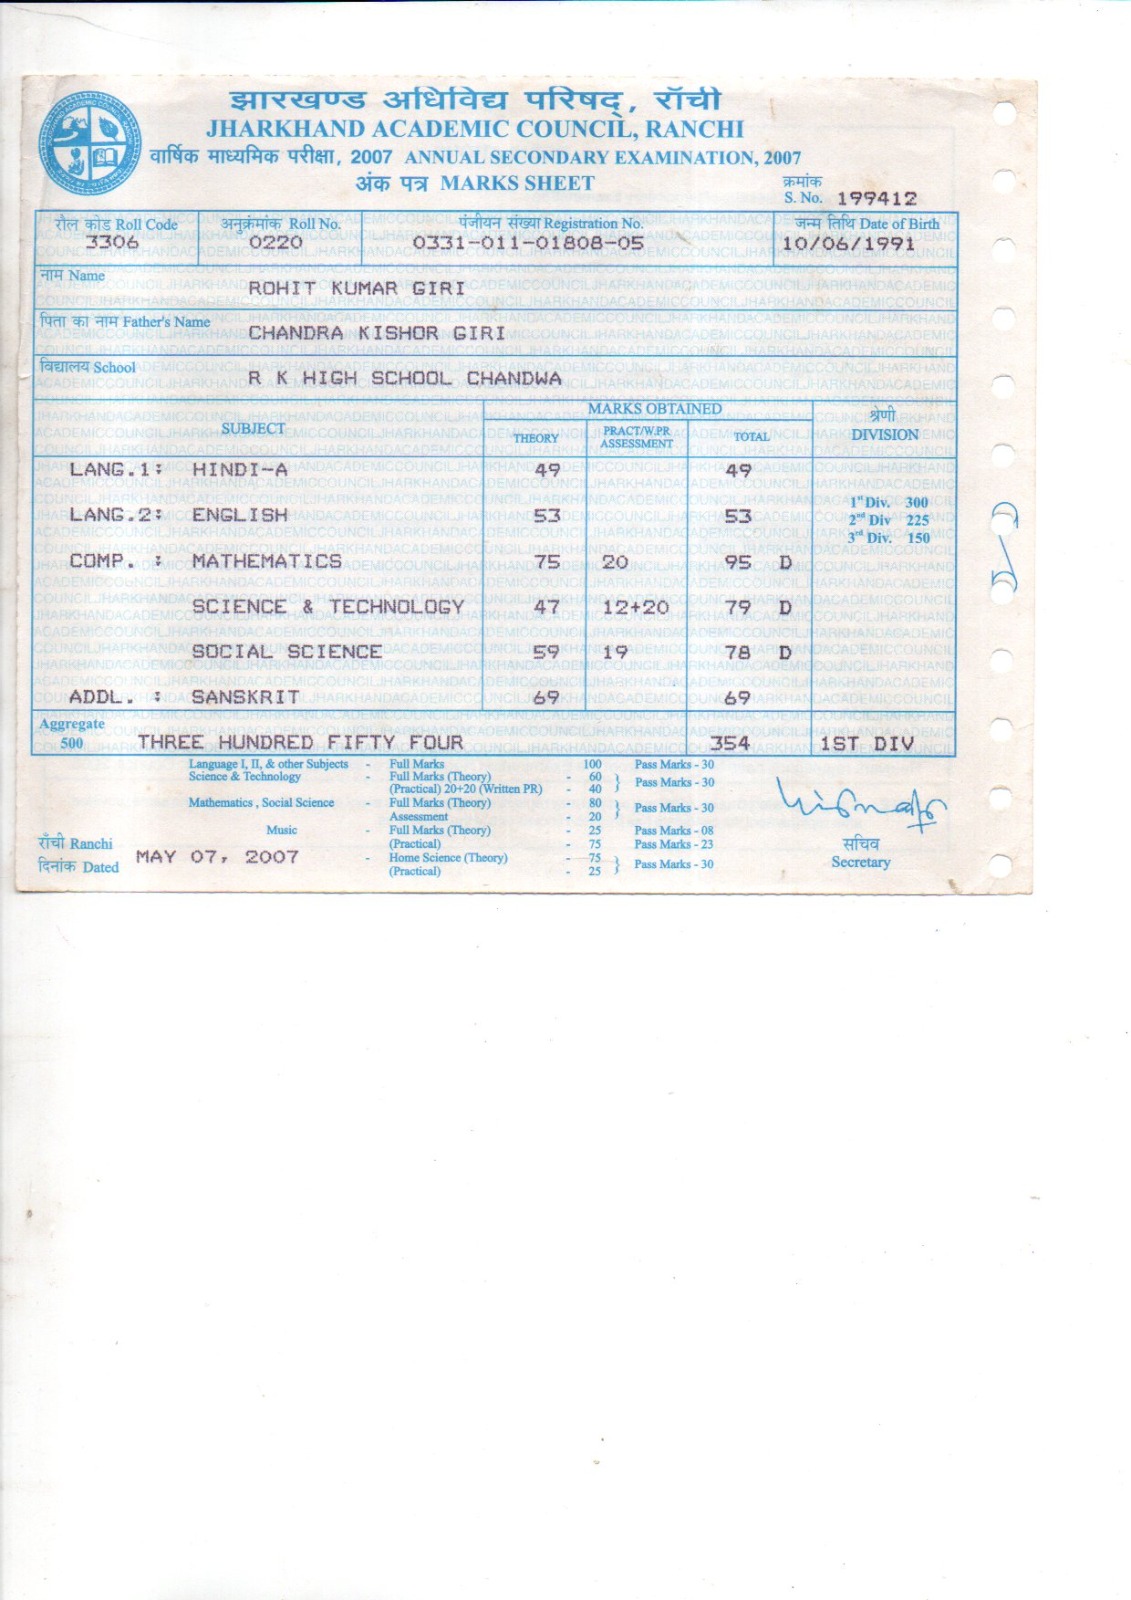 झारखण्ड अधिविद्य परिषद्, राँची
JHARKHAND ACADEMIC COUNCIL, RANCHI
वार्षिक माध्यमिक परीक्षा, 2007 ANNUAL SECONDARY EXAMINATION, 2007
अंक पत्र MARKS SHEET
क्रमांक
S. No. 199412
रौल कोड Roll Code अनुक्रमांक Roll No. पंजीयन संख्या Registration No. जन्म तिथि Date of Birth
3306 0220 0331-011-01808-05 10/06/1991
नाम Name
ROHIT KUMAR GIRI
पिता का नाम Father's Name
CHANDRA KISHOR GIRI
विद्यालय School
R K HIGH SCHOOL CHANDWA
SUBJECT MARKS OBTAINED श्रेणी
THEORY PRACT/W.PR ASSESSMENT TOTAL DIVISION
LANG.1: HINDI-A 49 49
1st Div. 300
LANG.2: ENGLISH 53 53 2nd Div 225
3rd Div. 150
COMP. : MATHEMATICS 75 20 95 D
SCIENCE & TECHNOLOGY 47 12+20 79 D
SOCIAL SCIENCE 59 19 78 D
ADDL. : SANSKRIT 69 69
Aggregate
500 THREE HUNDRED FIFTY FOUR 354 1ST DIV
Language I, II, & other Subjects - Full Marks 100 Pass Marks - 30
Science & Technology - Full Marks (Theory) - 60
(Practical) 20+20 (Written PR) - 40 } Pass Marks - 30
Mathematics , Social Science - Full Marks (Theory) - 80
Assessment - 20 } Pass Marks - 30
Music - Full Marks (Theory) - 25 Pass Marks - 08
(Practical) - 75 Pass Marks - 23
- Home Science (Theory) - 75
(Practical) - 25 } Pass Marks - 30
राँची Ranchi
दिनांक Dated MAY 07, 2007
सचिव
Secretary